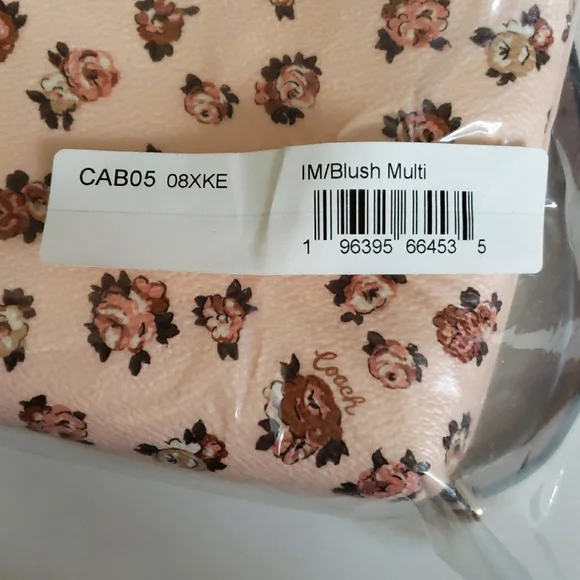 CAB05 08XKE
IM/Blush Multi
1 96395 66453 5
Coach